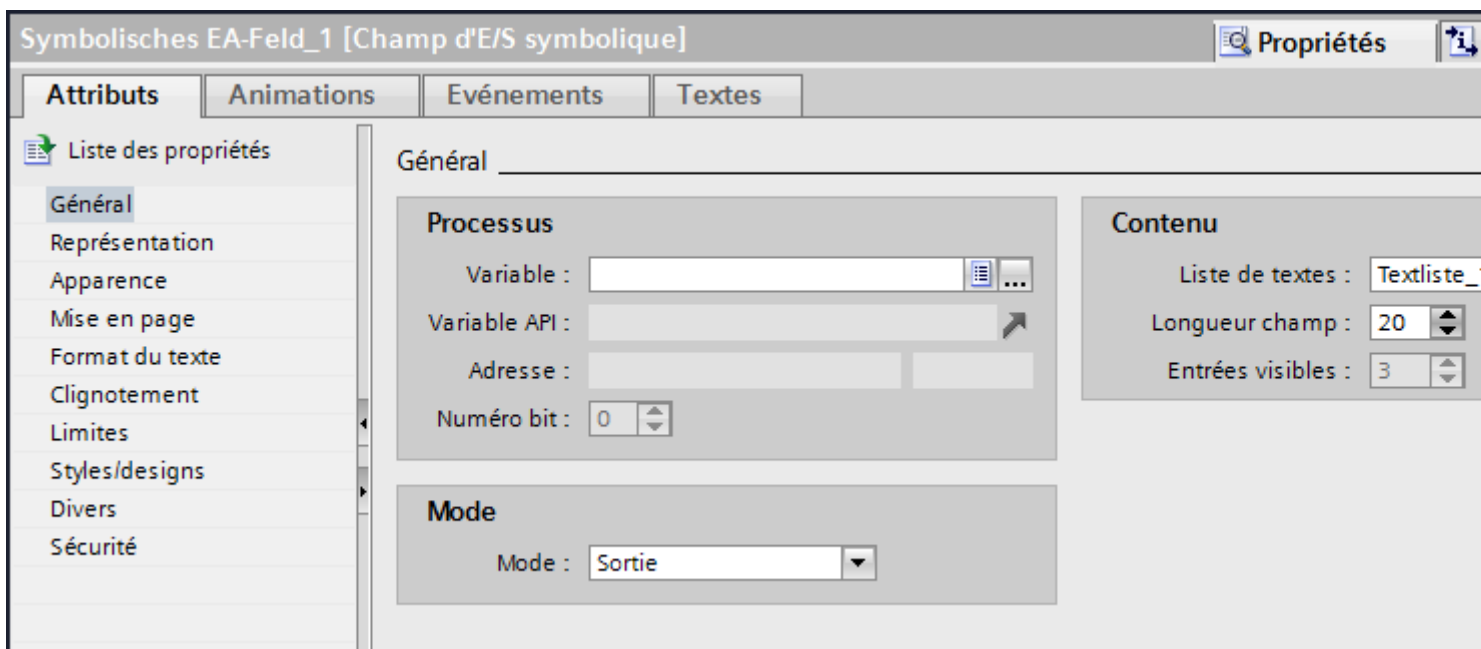 Symbolisches EA-Feld_1 [Champ d'E/S symbolique]
Propriétés
Attributs
Animations
Evénements
Textes
Liste des propriétés
Général
Représentation
Apparence
Mise en page
Format du texte
Clignotement
Limites
Styles/designs
Divers
Sécurité
Général
Processus
Variable :
...
Variable API :
Adresse :
Numéro bit : 0
Mode
Mode : Sortie
Contenu
Liste de textes : Textliste_1
Longueur champ : 20
Entrées visibles : 3